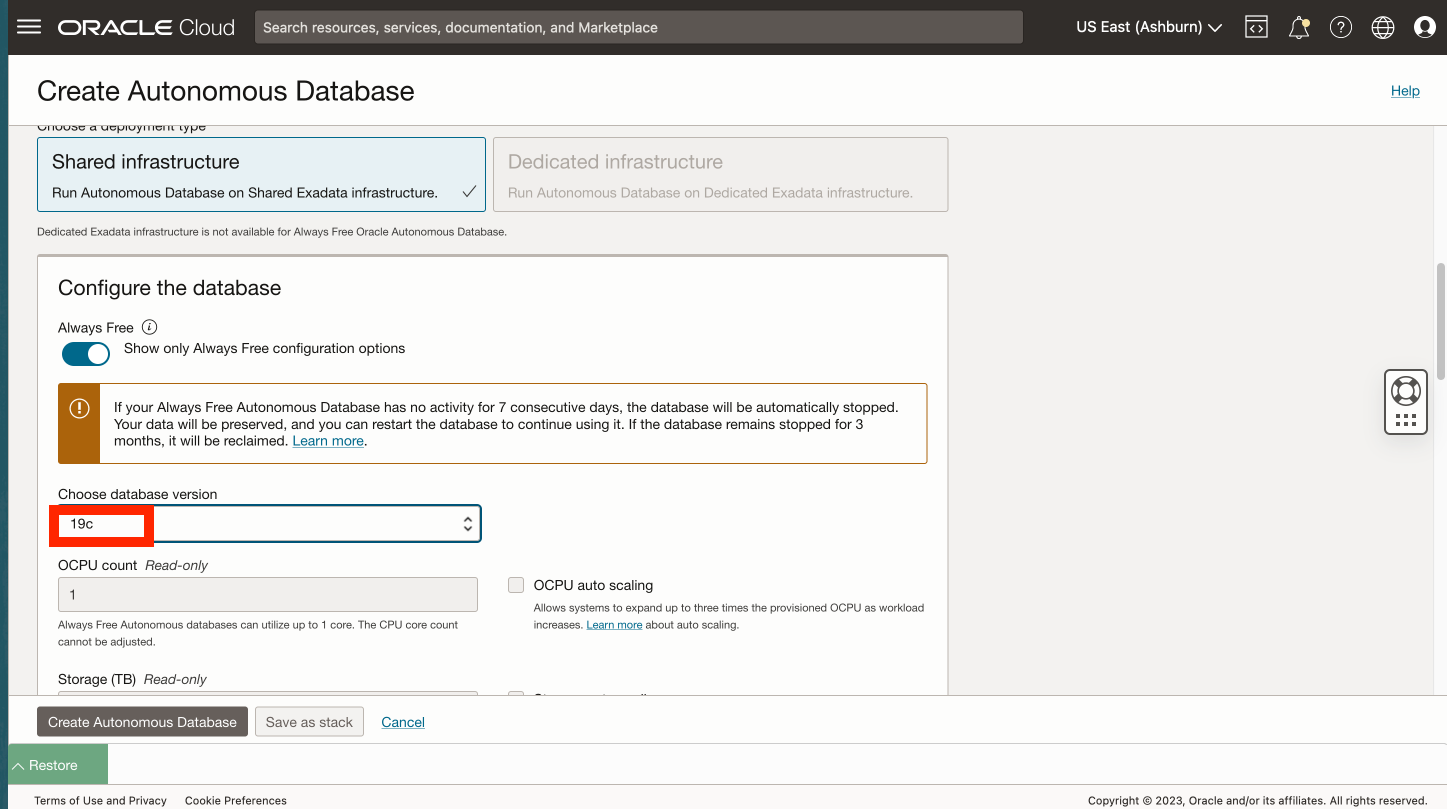 ORACLE Cloud
Search resources, services, documentation, and Marketplace
US East (Ashburn)
Create Autonomous Database
Help
Choose a deployment type
Shared infrastructure
Run Autonomous Database on Shared Exadata infrastructure.
Dedicated infrastructure
Run Autonomous Database on Dedicated Exadata infrastructure.
Dedicated Exadata infrastructure is not available for Always Free Oracle Autonomous Database.
Configure the database
Always Free
Show only Always Free configuration options
If your Always Free Autonomous Database has no activity for 7 consecutive days, the database will be automatically stopped.
Your data will be preserved, and you can restart the database to continue using it. If the database remains stopped for 3
months, it will be reclaimed. Learn more.
Choose database version
19c
OCPU count Read-only
1
Always Free Autonomous databases can utilize up to 1 core. The CPU core count
cannot be adjusted.
OCPU auto scaling
Allows systems to expand up to three times the provisioned OCPU as workload
increases. Learn more about auto scaling.
Storage (TB) Read-only
Create Autonomous Database
Save as stack
Cancel
Restore
Terms of Use and Privacy
Cookie Preferences
Copyright © 2023, Oracle and/or its affiliates. All rights reserved.